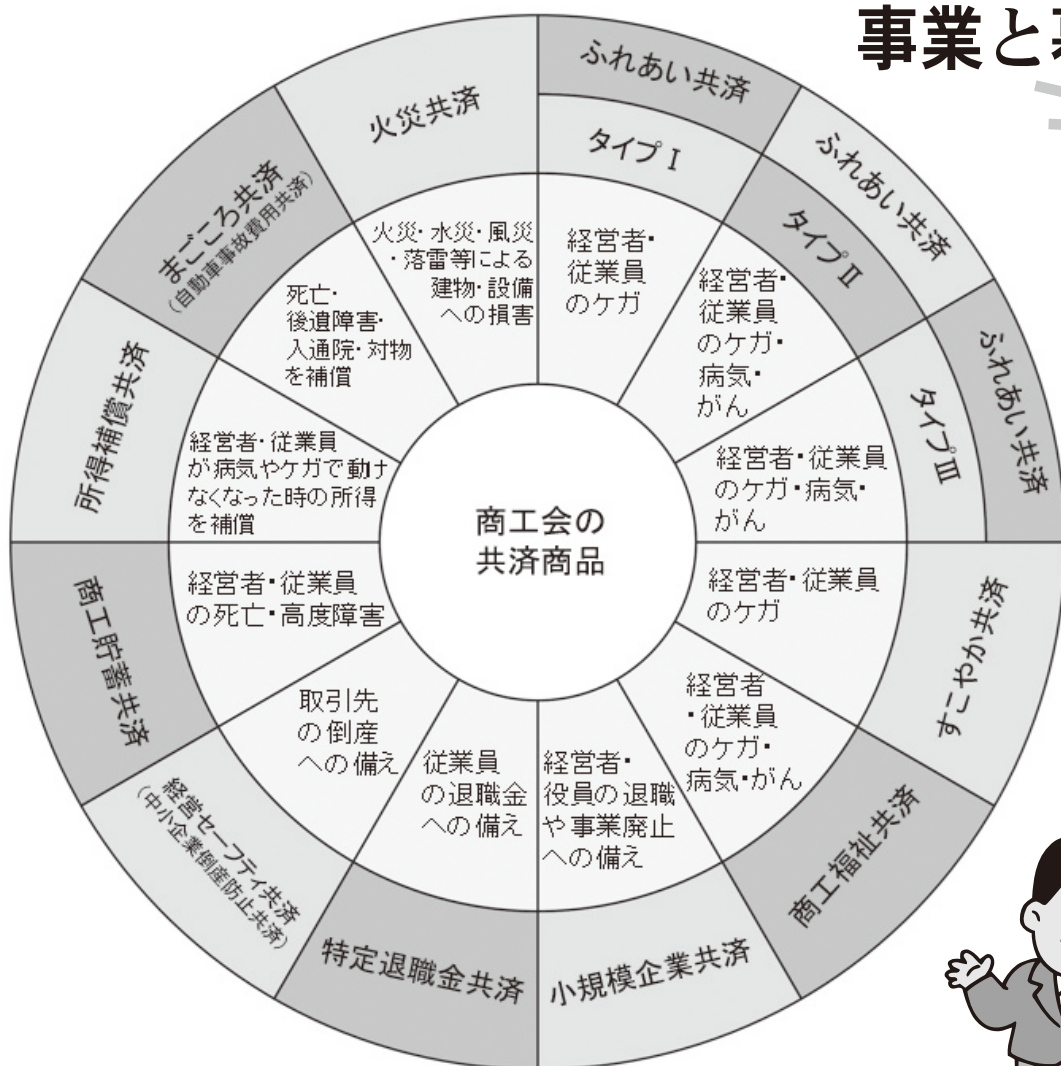 事業と
ふれあい共済
タイプⅠ
経営者・
従業員
のケガ
ふれあい共済
タイプⅡ
経営者・
従業員
のケガ・
病気・
がん
ふれあい共済
タイプⅢ
経営者・従業員
のケガ・病気・
がん
すこやか共済
経営者・従業員
のケガ
商工福祉共済
経営者
・従業員
のケガ・
病気・がん
小規模企業共済
経営者・
役員の退職
や事業廃止
への備え
特定退職金共済
従業員
の退職金
への備え
経営セーフティ共済
(中小企業倒産防止共済)
取引先
の倒産
への備え
商工貯蓄共済
経営者・従業員
の死亡・高度障害
所得補償共済
経営者・従業員
が病気やケガで動け
なくなった時の所得
を補償
まごころ共済
(自動車事故費用共済)
死亡・
後遺障害・
入通院・対物
を補償
火災共済
火災・水災・風災
・落雷等による
建物・設備
への損害
商工会の
共済商品